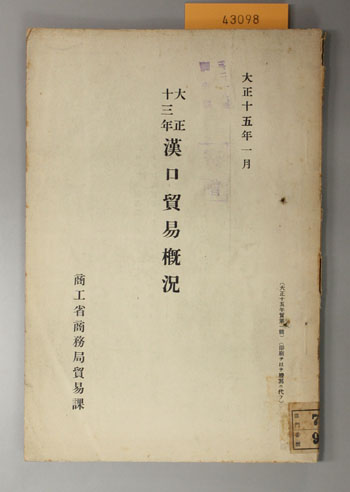 43098
大正十五年一月
大正十三年
漢口貿易概況
商工省商務局貿易課